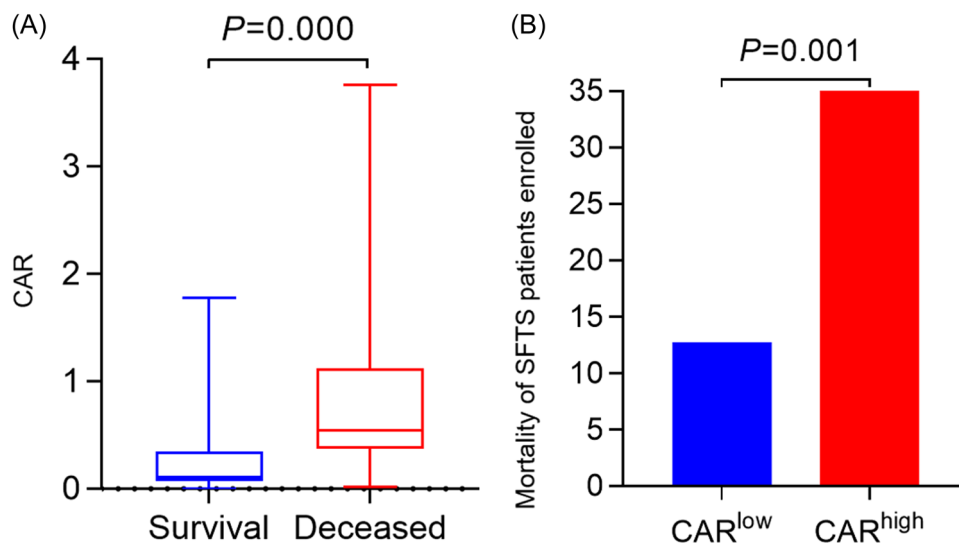 (A)
P=0.000
4
3
2
1
0
CAR
Survival Deceased
(B)
P=0.001
35
30
25
20
15
10
5
0
Mortality of SFTS patients enrolled
CARlow CARhigh